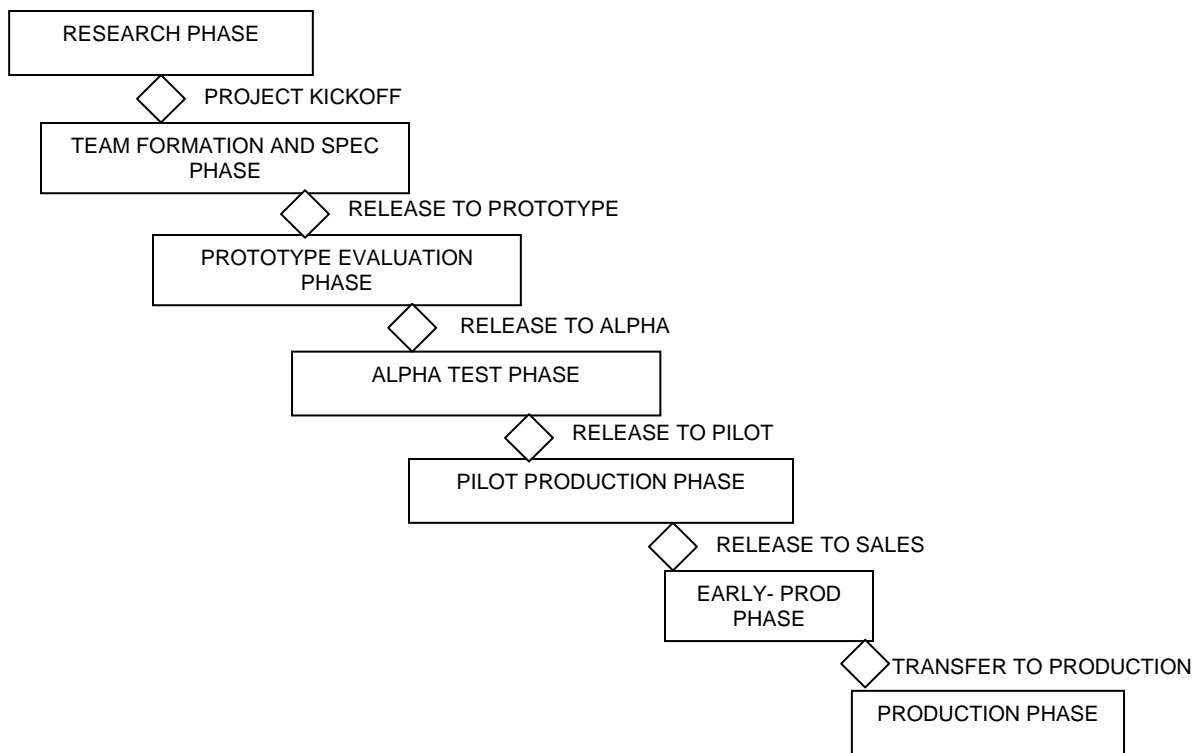 RESEARCH PHASE
PROJECT KICKOFF
TEAM FORMATION AND SPEC
PHASE
RELEASE TO PROTOTYPE
PROTOTYPE EVALUATION
PHASE
RELEASE TO ALPHA
ALPHA TEST PHASE
RELEASE TO PILOT
PILOT PRODUCTION PHASE
RELEASE TO SALES
EARLY- PROD
PHASE
TRANSFER TO PRODUCTION
PRODUCTION PHASE